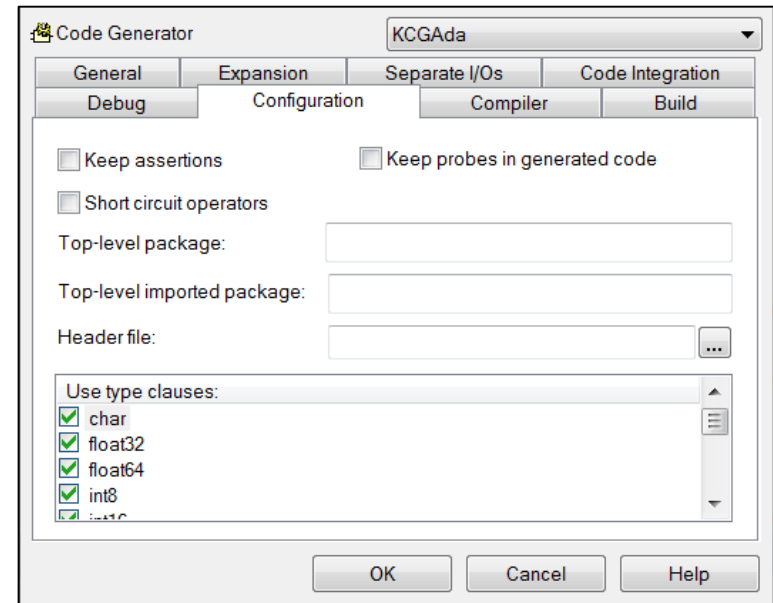 Code Generator KCGAda
General Expansion Separate I/Os Code Integration
Debug Configuration Compiler Build
Keep assertions Keep probes in generated code
Short circuit operators
Top-level package:
Top-level imported package:
Header file: ...
Use type clauses:
char
float32
float64
int8
int16
OK Cancel Help